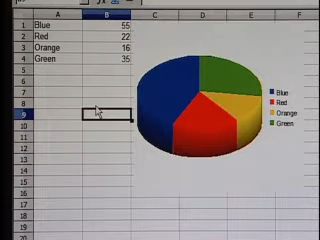 A B C D E F
1 Blue 55
2 Red 22
3 Orange 16
4 Green 35
5
6
7
8
9
10
11
12
13
14
15
16
17
18
19
20
Blue
Red
Orange
Green